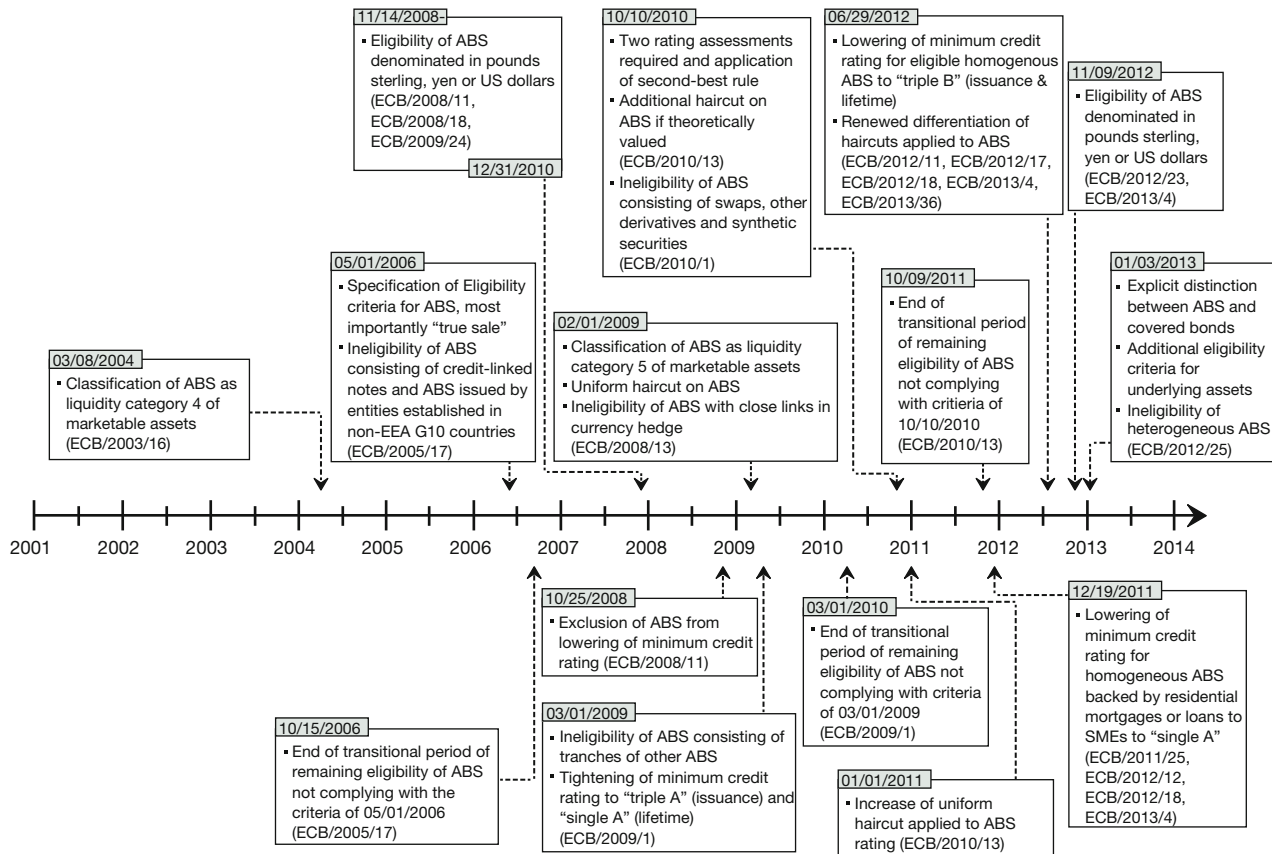 11/14/2008-
▪ Eligibility of ABS
denominated in pounds
sterling, yen or US dollars
(ECB/2008/11,
ECB/2008/18,
ECB/2009/24)
12/31/2010
10/10/2010
▪ Two rating assessments
required and application
of second-best rule
▪ Additional haircut on
ABS if theoretically
valued
(ECB/2010/13)
▪ Ineligibility of ABS
consisting of swaps, other
derivatives and synthetic
securities
(ECB/2010/1)
06/29/2012
▪ Lowering of minimum credit
rating for eligible homogenous
ABS to “triple B” (issuance &
lifetime)
▪ Renewed differentiation of
haircuts applied to ABS
(ECB/2012/11, ECB/2012/17,
ECB/2012/18, ECB/2013/4,
ECB/2013/36)
11/09/2012
▪ Eligibility of ABS
denominated in
pounds sterling,
yen or US dollars
(ECB/2012/23,
ECB/2013/4)
03/08/2004
▪ Classification of ABS as
liquidity category 4 of
marketable assets
(ECB/2003/16)
05/01/2006
▪ Specification of Eligibility
criteria for ABS, most
importantly “true sale”
▪ Ineligibility of ABS
consisting of credit-linked
notes and ABS issued by
entities established in
non-EEA G10 countries
(ECB/2005/17)
02/01/2009
▪ Classification of ABS as liquidity
category 5 of marketable assets
▪ Uniform haircut on ABS
▪ Ineligibility of ABS with close links in
currency hedge
(ECB/2008/13)
10/09/2011
▪ End of
transitional period
of remaining
eligibility of ABS
not complying
with critieria of
10/10/2010
(ECB/2010/13)
01/03/2013
▪ Explicit distinction
between ABS and
covered bonds
▪ Additional eligibility
criteria for
underlying assets
▪ Ineligibility of
heterogeneous ABS
(ECB/2012/25)
2001 2002 2003 2004 2005 2006 2007 2008 2009 2010 2011 2012 2013 2014
10/15/2006
▪ End of transitional period of
remaining eligibility of ABS
not complying with the
criteria of 05/01/2006
(ECB/2005/17)
10/25/2008
▪ Exclusion of ABS from
lowering of minimum credit
rating (ECB/2008/11)
03/01/2009
▪ Ineligibility of ABS consisting of
tranches of other ABS
▪ Tightening of minimum credit
rating to “triple A” (issuance) and
“single A” (lifetime)
(ECB/2009/1)
03/01/2010
▪ End of transitional
period of remaining
eligibility of ABS not
complying with criteria
of 03/01/2009
(ECB/2009/1)
01/01/2011
▪ Increase of uniform
haircut applied to ABS
rating (ECB/2010/13)
12/19/2011
▪ Lowering of
minimum credit
rating for
homogeneous ABS
backed by residential
mortgages or loans to
SMEs to “single A”
(ECB/2011/25,
ECB/2012/12,
ECB/2012/18,
ECB/2013/4)